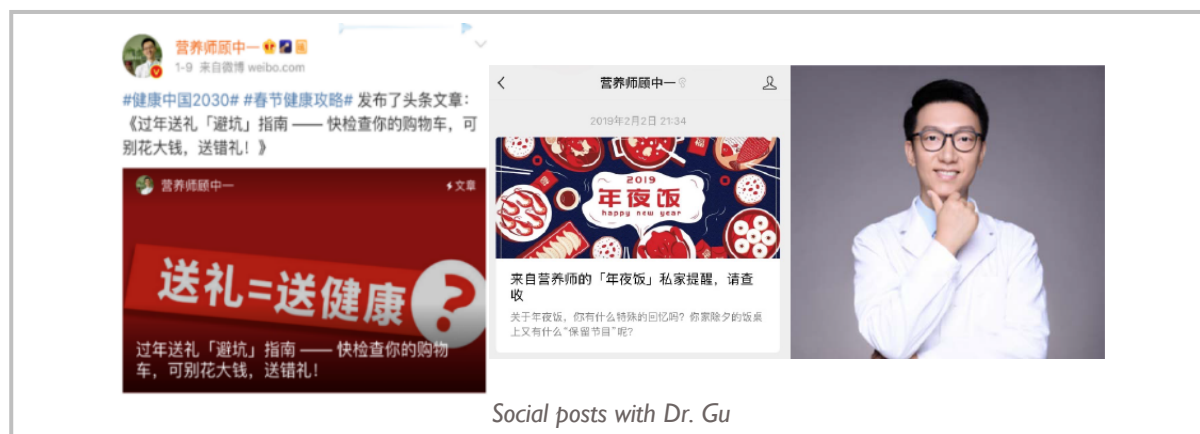 营养师顾中一
1-9 来自微博 weibo.com
#健康中国2030# #春节健康攻略# 发布了头条文章:
《过年送礼「避坑」指南 —— 快检查你的购物车，可
别花大钱，送错礼！》
营养师顾中一
文章
送礼=送健康?
过年送礼「避坑」指南 —— 快检查你的购物
车，可别花大钱，送错礼！
营养师顾中一
2019年2月2日 21:34
2019
年夜饭
happy new year
来自营养师的「年夜饭」私家提醒，请查
收
关于年夜饭，你有什么特殊的回忆吗？你家除夕的饭桌
上又有什么“保留节目”呢？
Social posts with Dr. Gu